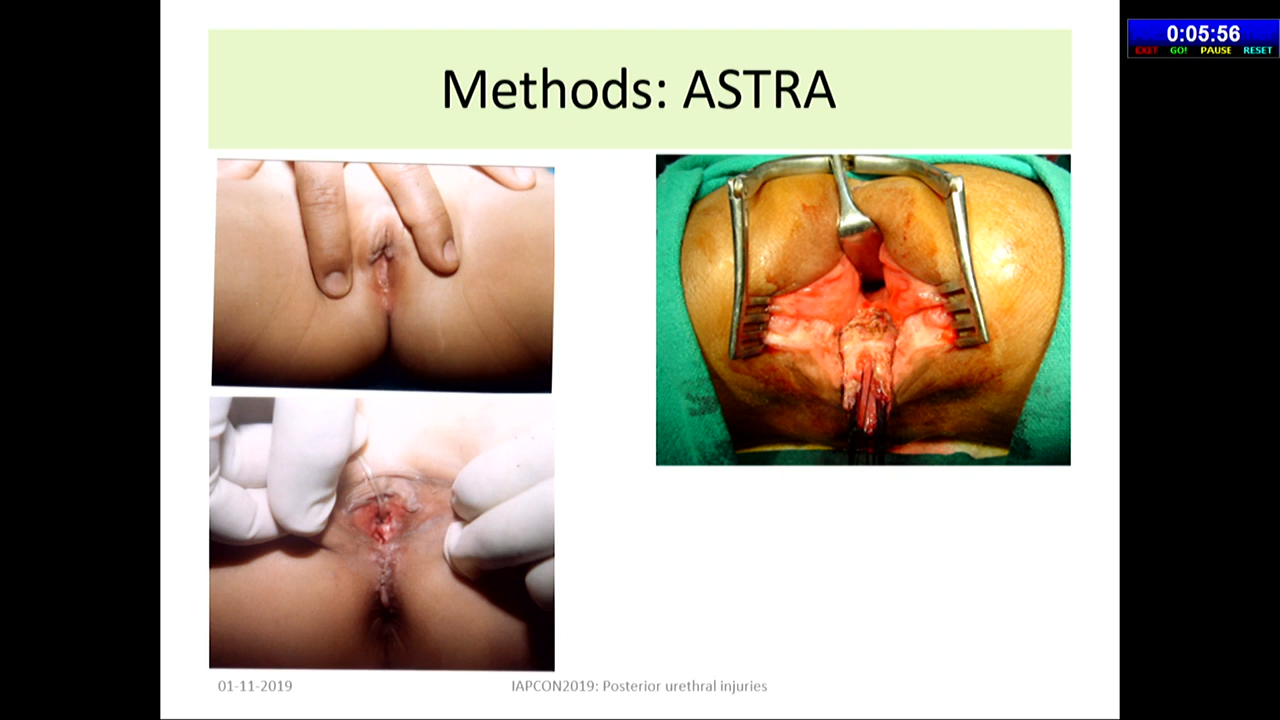 0:05:56
EXIT GO! PAUSE RESET
Methods: ASTRA
01-11-2019
IAPCON2019: Posterior urethral injuries